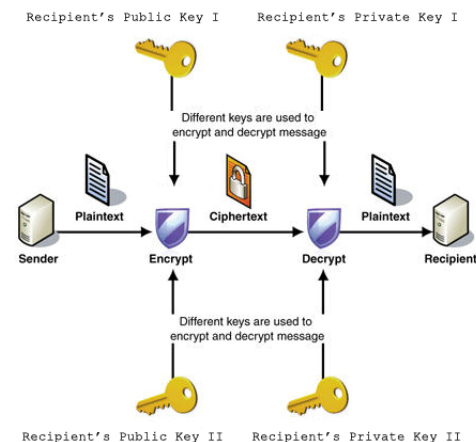 Recipient's Public Key I
Recipient's Private Key I
Different keys are used to
encrypt and decrypt message
Plaintext
Ciphertext
Plaintext
Sender
Encrypt
Decrypt
Recipient
Different keys are used to
encrypt and decrypt message
Recipient's Public Key II
Recipient's Private Key II